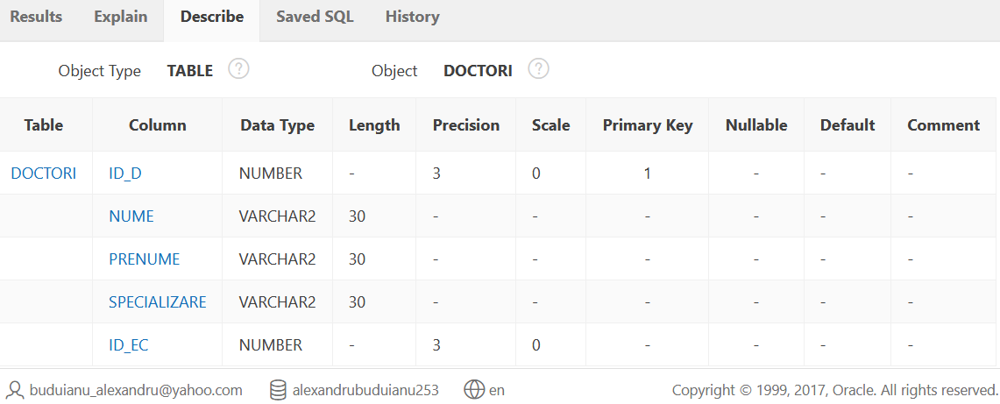 Results Explain Describe Saved SQL History
Object Type TABLE ? Object DOCTORI ?
Table Column Data Type Length Precision Scale Primary Key Nullable Default Comment
DOCTORI ID_D NUMBER - 3 0 1 - - -
NUME VARCHAR2 30 - - - - - -
PRENUME VARCHAR2 30 - - - - - -
SPECIALIZARE VARCHAR2 30 - - - - - -
ID_EC NUMBER - 3 0 - - - -
buduianu_alexandru@yahoo.com alexandrubuduianu253 en Copyright © 1999, 2017, Oracle. All rights reserved.